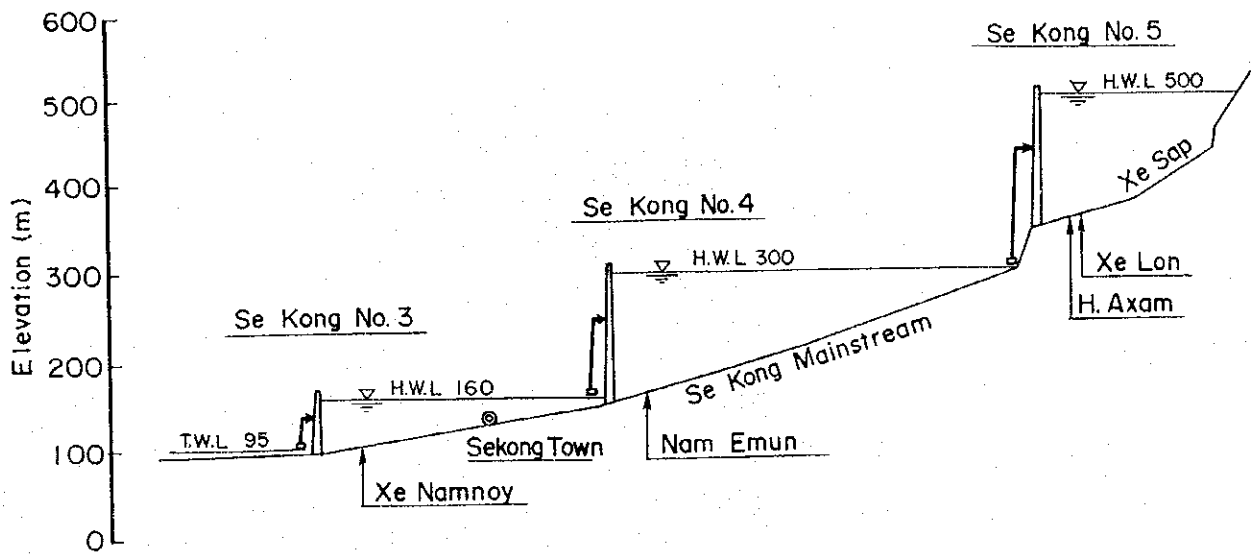 600
500
400
300
200
100
0
Elevation (m)
Se Kong No. 5
H.W.L 500
Xe Sap
Xe Lon
H. Axam
Se Kong No. 4
H.W.L 300
Se Kong Mainstream
Nam Emun
Se Kong No. 3
H.W.L 160
T.W.L 95
Sekong Town
Xe Namnoy